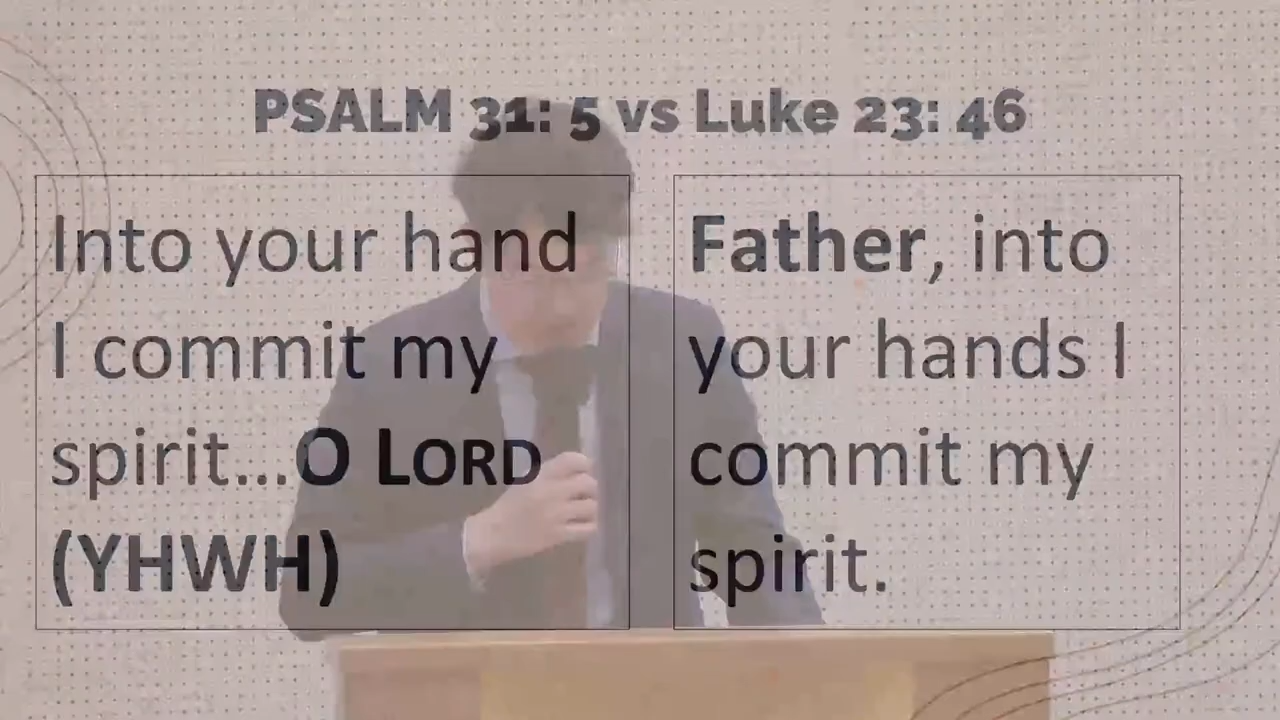 PSALM 31: 5 vs Luke 23: 46
Into your hand
I commit my
spirit...O LORD
(YHWH)
Father, into
your hands I
commit my
spirit.